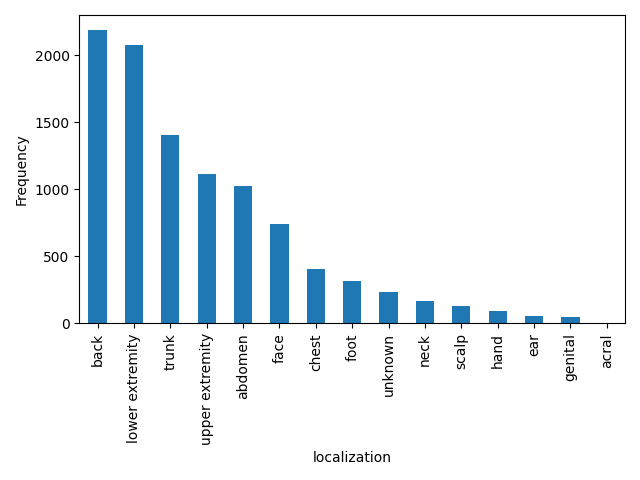 Frequency
2000
1500
1000
500
0
back
lower extremity
trunk
upper extremity
abdomen
face
chest
foot
unknown
neck
scalp
hand
ear
genital
acral
localization